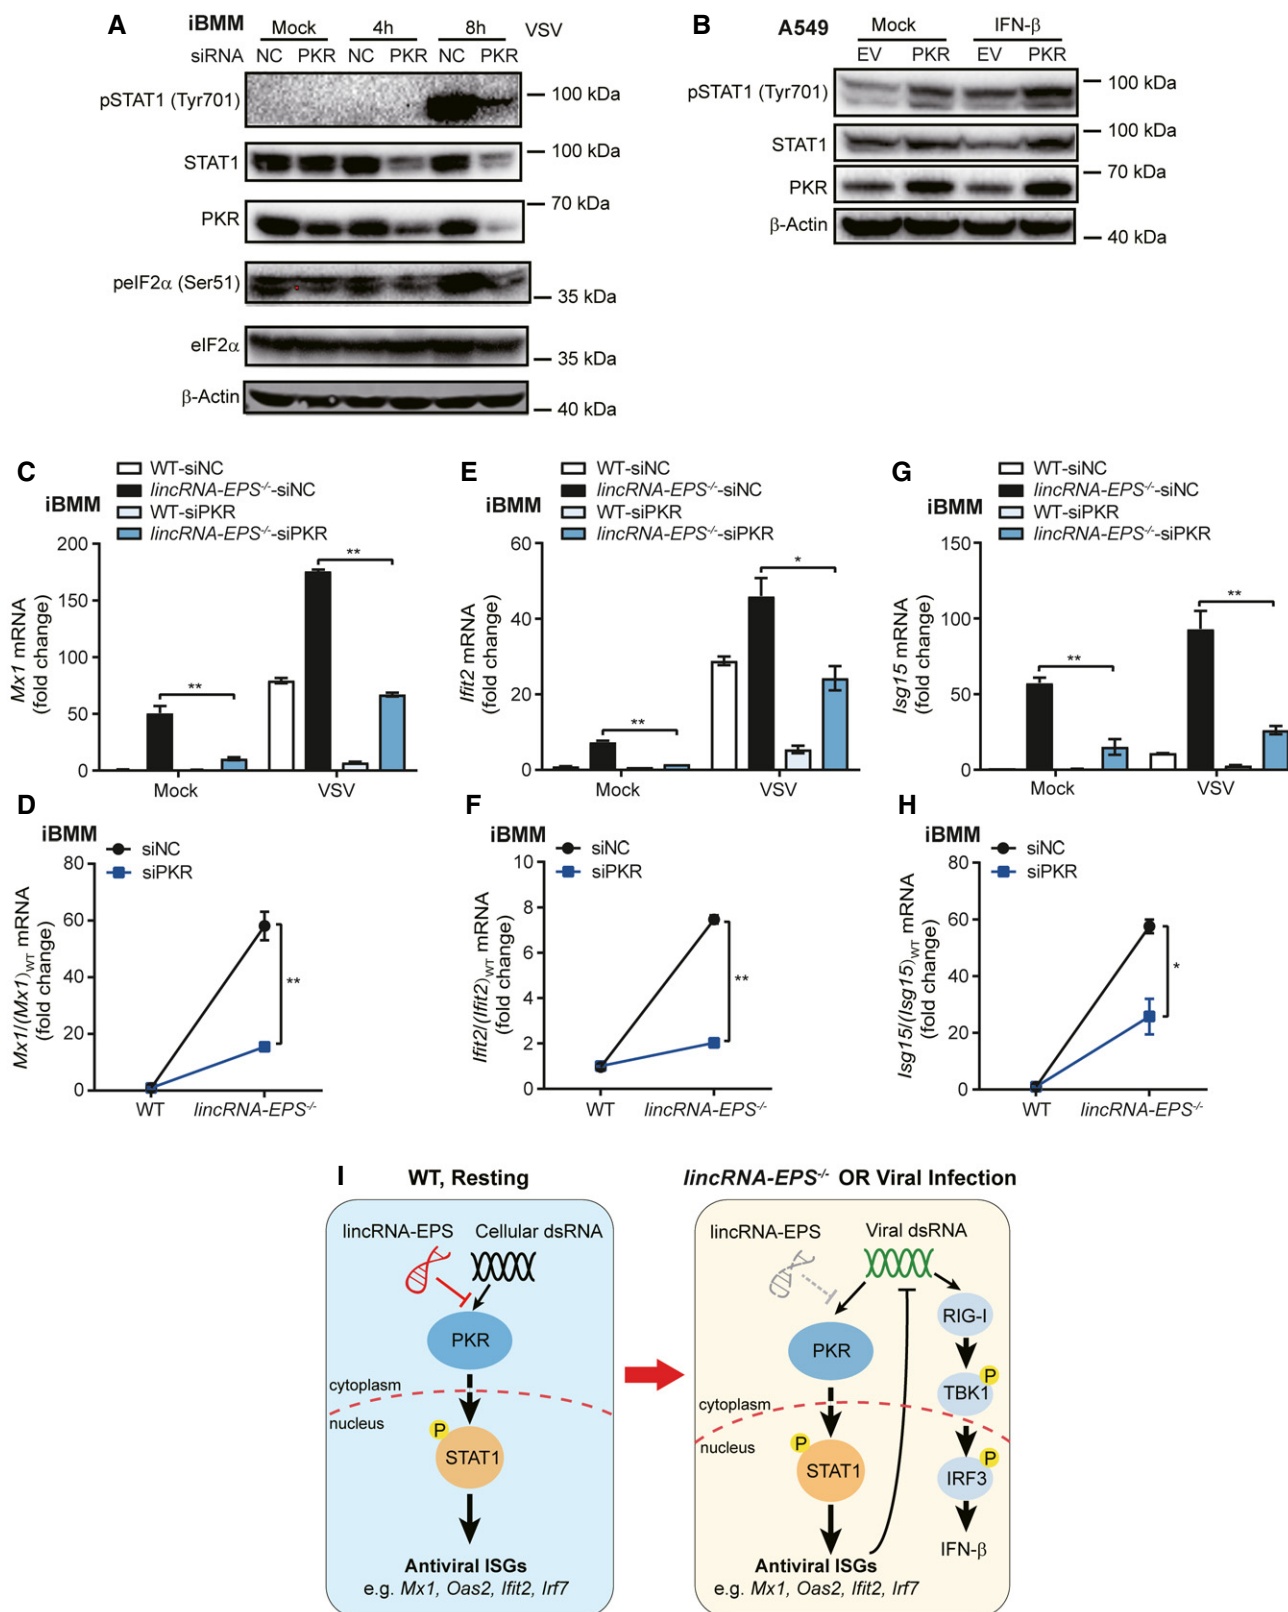 A
iBMM
Mock 4h 8h VSV
siRNA NC PKR NC PKR NC PKR
pSTAT1 (Tyr701)
100 kDa
STAT1
100 kDa
PKR
70 kDa
peIF2α (Ser51)
35 kDa
eIF2α
35 kDa
β-Actin
40 kDa
B
A549
Mock IFN-β
EV PKR EV PKR
pSTAT1 (Tyr701)
100 kDa
STAT1
100 kDa
PKR
70 kDa
β-Actin
40 kDa
C
iBMM
WT-siNC
lincRNA-EPS-/--siNC
WT-siPKR
lincRNA-EPS-/--siPKR
Mx1 mRNA
(fold change)
200
150
100
50
0
**
**
Mock VSV
E
iBMM
WT-siNC
lincRNA-EPS-/--siNC
WT-siPKR
lincRNA-EPS-/--siPKR
Ifit2 mRNA
(fold change)
60
40
20
0
**
*
Mock VSV
G
iBMM
WT-siNC
lincRNA-EPS-/--siNC
WT-siPKR
lincRNA-EPS-/--siPKR
Isg15 mRNA
(fold change)
150
100
50
0
**
**
Mock VSV
D
iBMM
siNC
siPKR
Mx1/(Mx1)WT mRNA
(fold change)
80
60
40
20
0
**
WT lincRNA-EPS-/-
F
iBMM
siNC
siPKR
Ifit2/(Ifit2)WT mRNA
(fold change)
10
8
6
4
2
0
**
WT lincRNA-EPS-/-
H
iBMM
siNC
siPKR
Isg15/(Isg15)WT mRNA
(fold change)
80
60
40
20
0
*
WT lincRNA-EPS-/-
I
WT, Resting
lincRNA-EPS Cellular dsRNA
PKR
cytoplasm
nucleus
P
STAT1
Antiviral ISGs
e.g. Mx1, Oas2, Ifit2, Irf7
lincRNA-EPS-/- OR Viral Infection
lincRNA-EPS Viral dsRNA
RIG-I
PKR
P
TBK1
cytoplasm
nucleus
P
STAT1
P
IRF3
IFN-β
Antiviral ISGs
e.g. Mx1, Oas2, Ifit2, Irf7